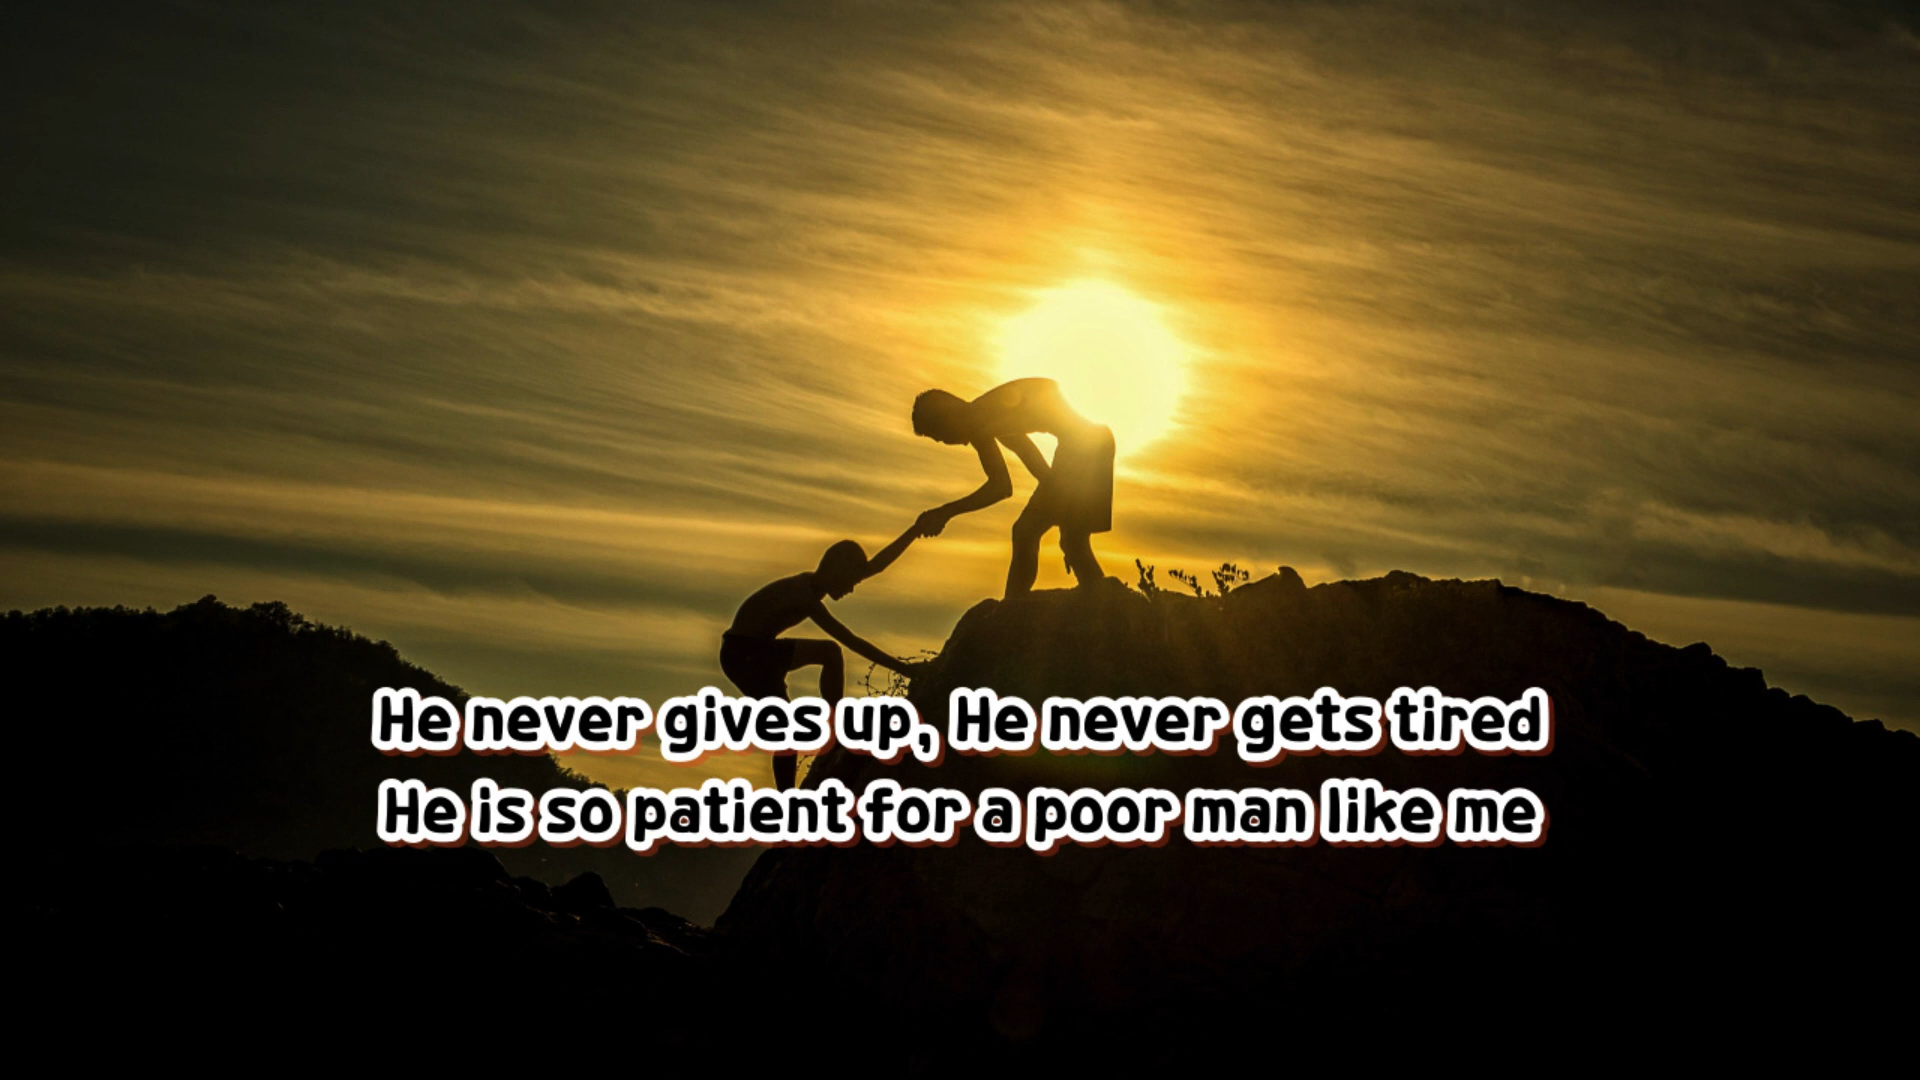 He never gives up, He never gets tired
He is so patient for a poor man like me